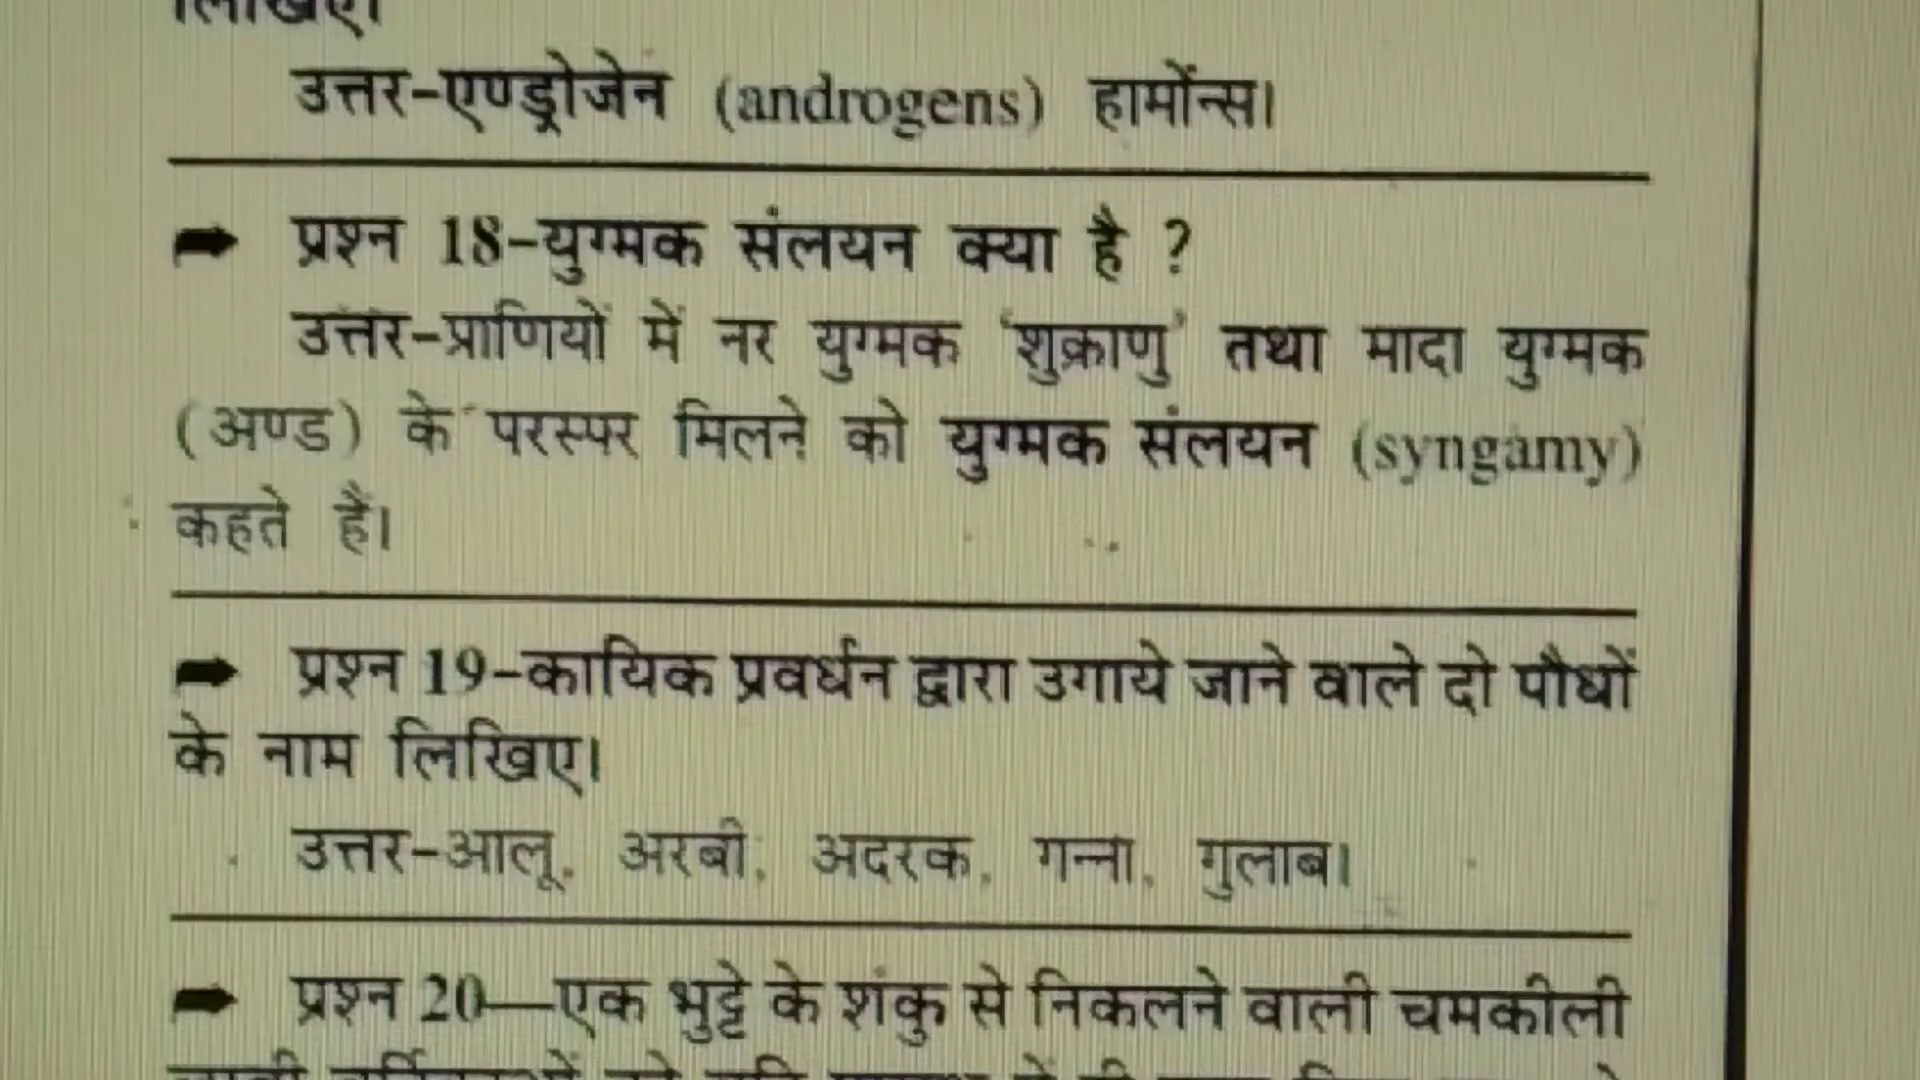 लिखिए।
उत्तर-एण्ड्रोजेन (androgens) हार्मोन्स।
➡ प्रश्न 18-युग्मक संलयन क्या है ?
उत्तर-प्राणियों में नर युग्मक 'शुक्राणु' तथा मादा युग्मक
(अण्ड) के परस्पर मिलने को युग्मक संलयन (syngamy)
कहते हैं।
➡ प्रश्न 19-कायिक प्रवर्धन द्वारा उगाये जाने वाले दो पौधों
के नाम लिखिए।
उत्तर-आलू, अरबी, अदरक, गन्ना, गुलाब।
➡ प्रश्न 20—एक भुट्टे के शंकु से निकलने वाली चमकीली